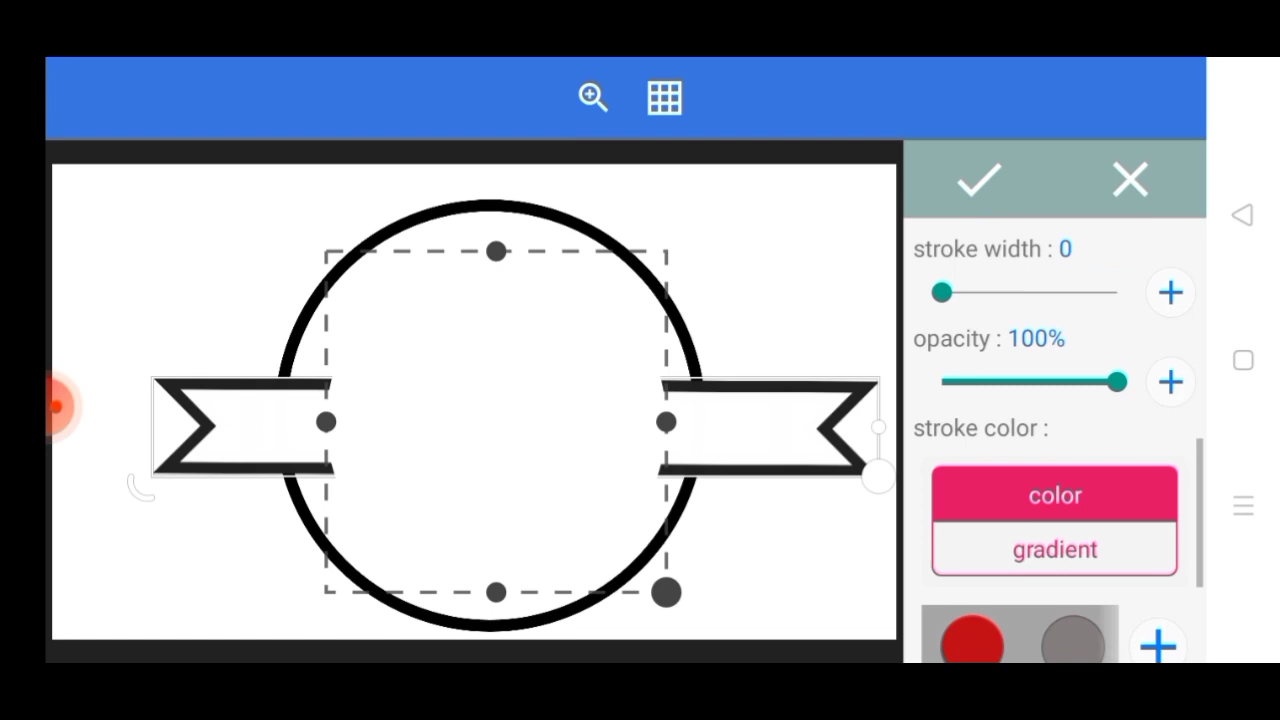 stroke width : 0
opacity : 100%
stroke color :
color
gradient